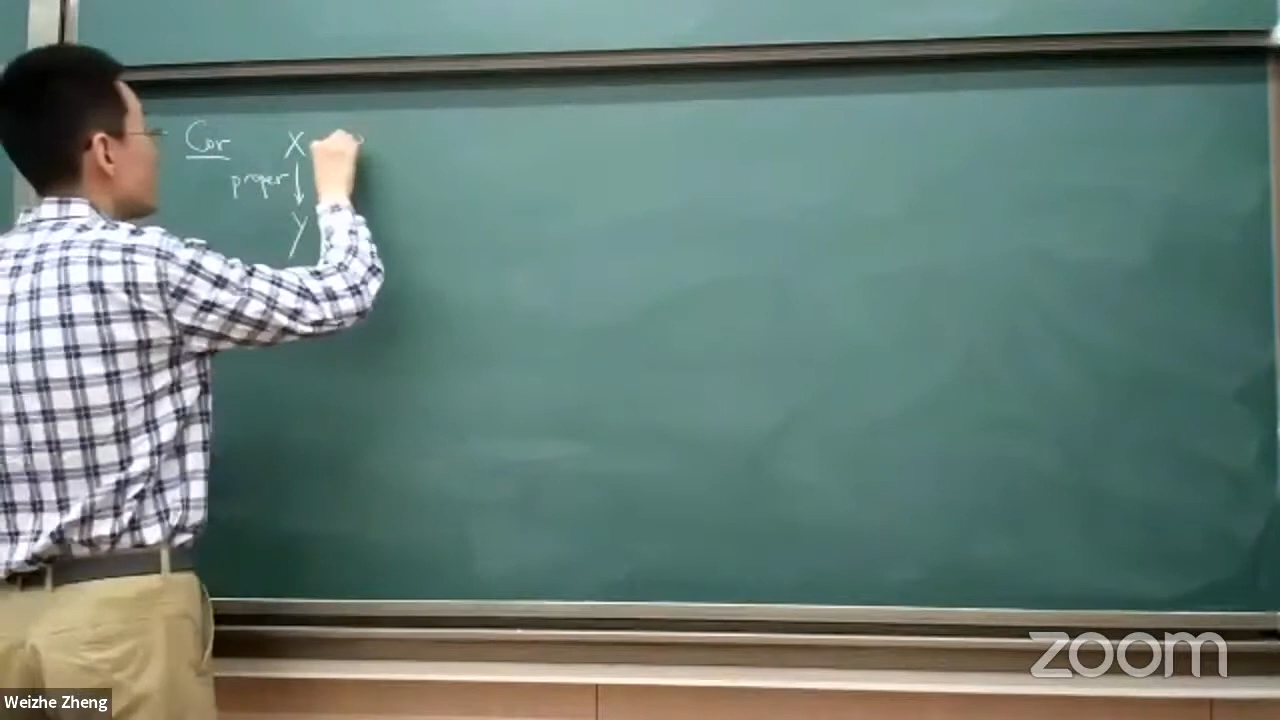 Cor X
proper ↓
Y
zoom
Weizhe Zheng